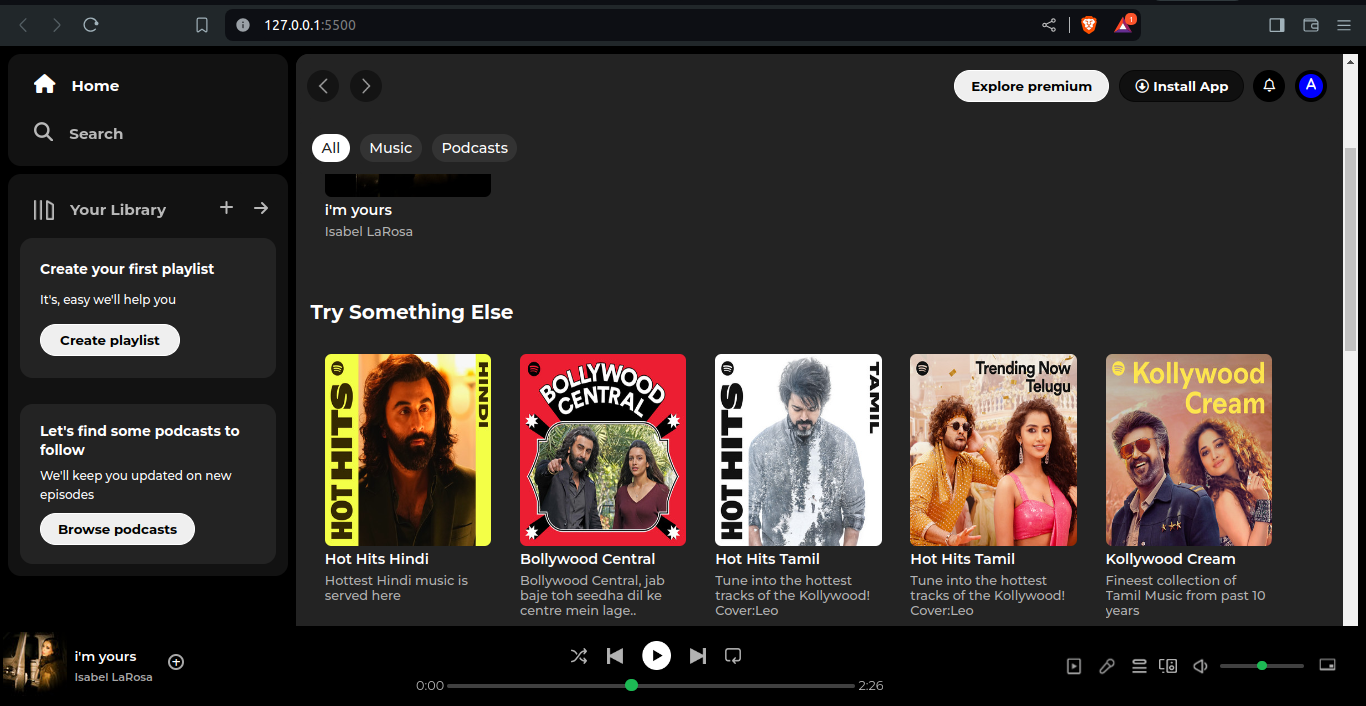 127.0.0.1:5500
1
Home
Search
Your Library
Create your first playlist
It's, easy we'll help you
Create playlist
Let's find some podcasts to
follow
We'll keep you updated on new
episodes
Browse podcasts
Explore premium
Install App
A
All
Music
Podcasts
i'm yours
Isabel LaRosa
Try Something Else
HOT HITS
HINDI
Hot Hits Hindi
Hottest Hindi music is
served here
BOLLYWOOD
CENTRAL
Bollywood Central
Bollywood Central, jab
baje toh seedha dil ke
centre mein lage..
HOT HITS
TAMIL
Hot Hits Tamil
Tune into the hottest
tracks of the Kollywood!
Cover:Leo
Trending Now
Telugu
Hot Hits Tamil
Tune into the hottest
tracks of the Kollywood!
Cover:Leo
Kollywood
Cream
Kollywood Cream
Fineest collection of
Tamil Music from past 10
years
i'm yours
Isabel LaRosa
0:00
2:26